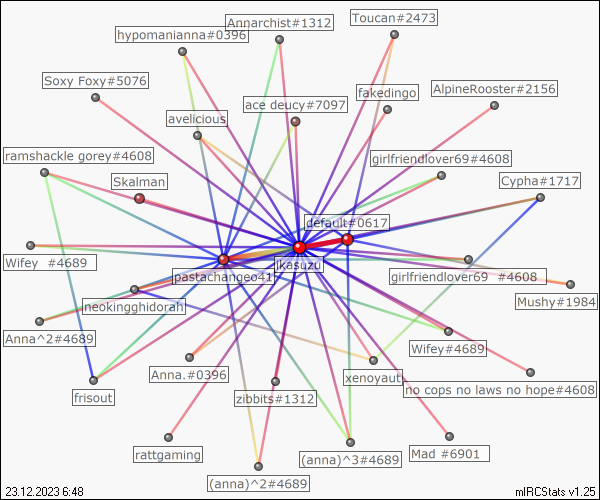 Toucan#2473
Annarchist#1312
hypomanianna#0396
Soxy Foxy#5076
fakedingo
AlpineRooster#2156
ace deucy#7097
avelicious
ramshackle gorey#4608
girlfriendlover69#4608
Skalman
Cypha#1717
default#0617
Wifey  #4689
jkasuzu
pastachangeo41
girlfriendlover69  #4608
neokingghidorah
Mushy#1984
Anna^2#4689
Wifey#4689
Anna.#0396
xenoyaut
no cops no laws no hope#4608
frisout
zibbits#1312
rattgaming
(anna)^3#4689
Mad #6901
(anna)^2#4689
23.12.2023 6:48
mIRCStats v1.25